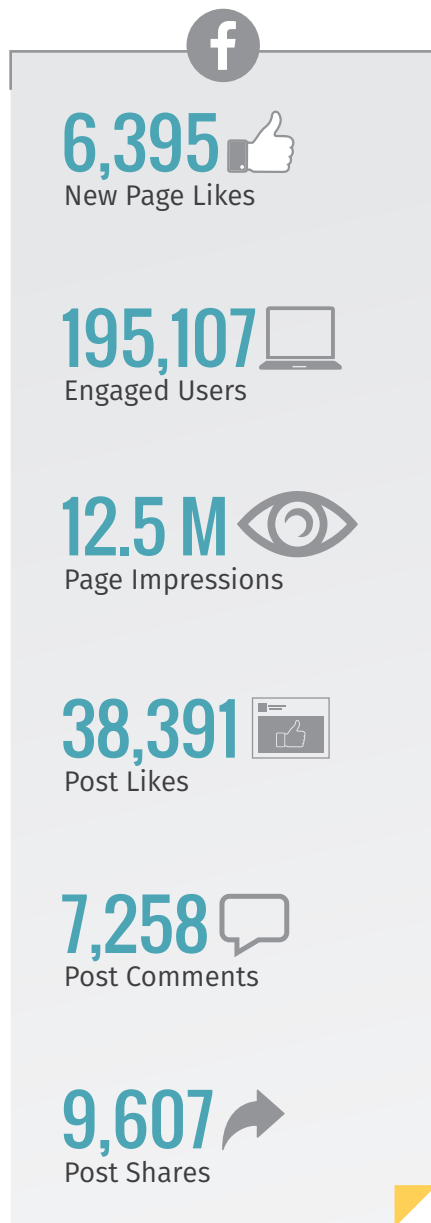 6,395
New Page Likes
195,107
Engaged Users
12.5 M
Page Impressions
38,391
Post Likes
7,258
Post Comments
9,607
Post Shares